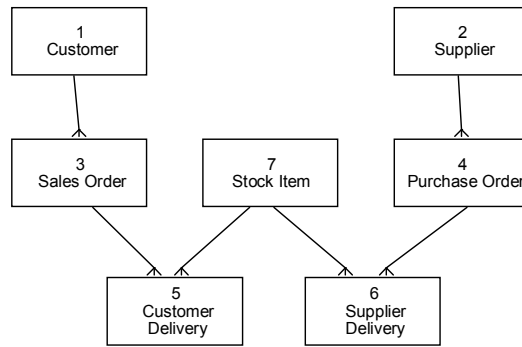 1
Customer
2
Supplier
3
Sales Order
7
Stock Item
4
Purchase Order
5
Customer
Delivery
6
Supplier
Delivery